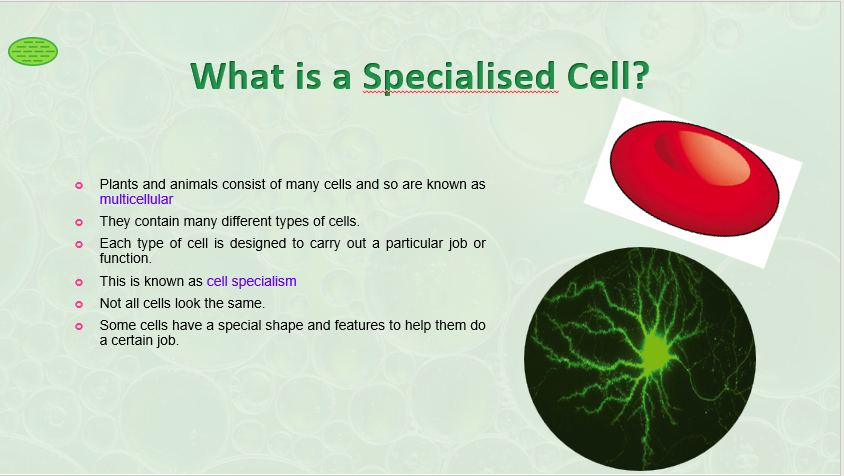 What is a Specialised Cell?
Plants and animals consist of many cells and so are known as
multicellular
They contain many different types of cells.
Each type of cell is designed to carry out a particular job or
function.
This is known as cell specialism
Not all cells look the same.
Some cells have a special shape and features to help them do
a certain job.